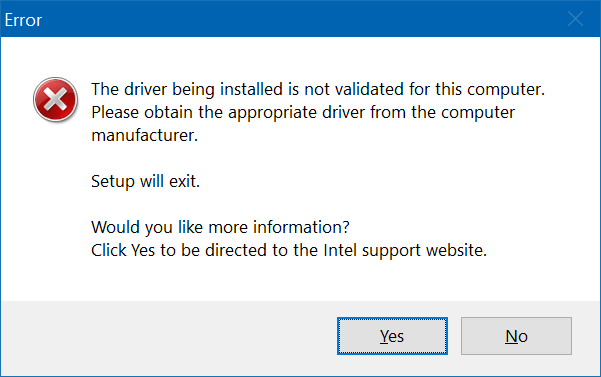 Error
The driver being installed is not validated for this computer.
Please obtain the appropriate driver from the computer
manufacturer.
Setup will exit.
Would you like more information?
Click Yes to be directed to the Intel support website.
Yes
No